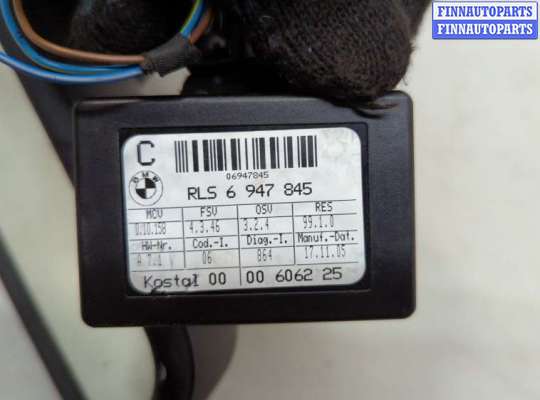 FINNAUTOPARTS
FINNAUTOPARTS
C
06947845
BMW
RLS 6 947 845
MCV FSV OSV RES
0.10.158 4.3.46 3.2.4 99.1.0
HW-Nr. Cod.-I. Diag.-I. Manuf.-Dat.
06 864 17.11.05
Kostal 00 00 6062 25